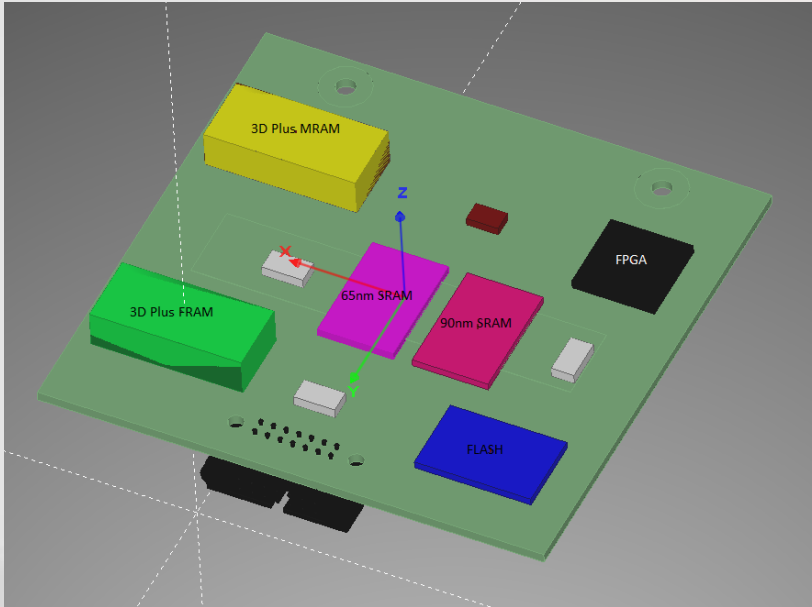 3D Plus MRAM
Z
FPGA
X
65nm SRAM
3D Plus FRAM
90nm SRAM
Y
FLASH